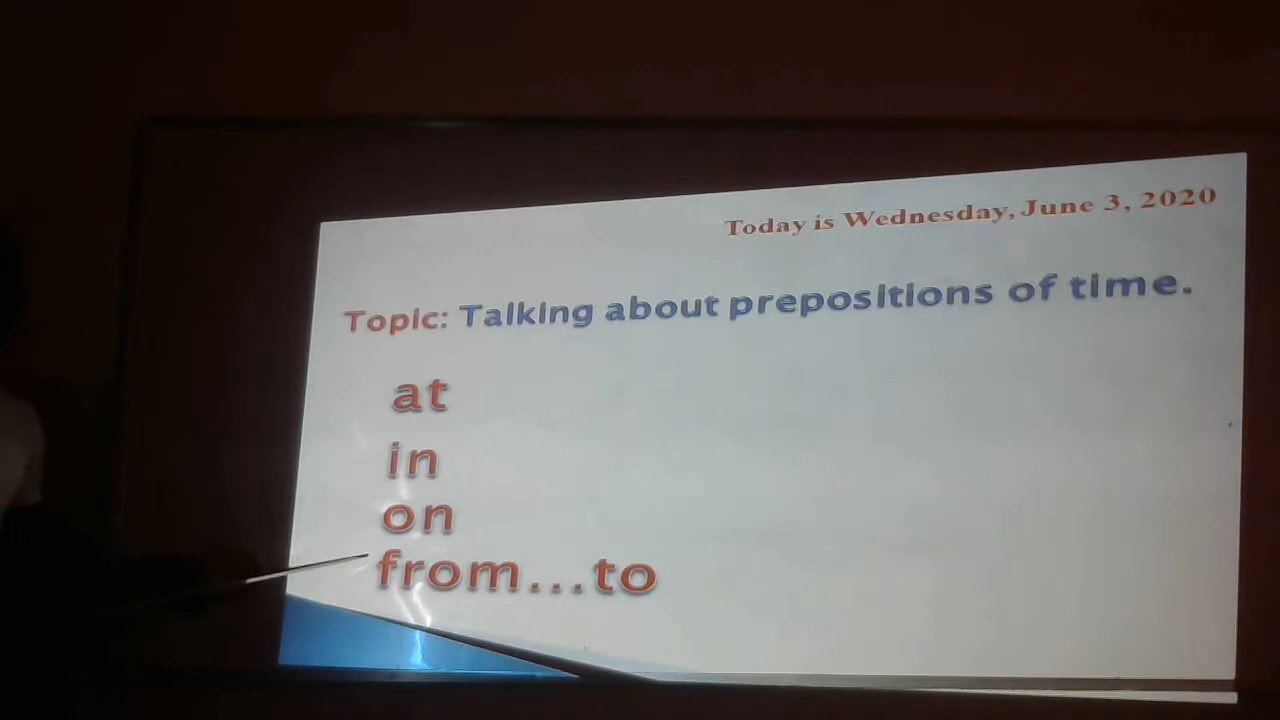 Today is Wednesday, June 3, 2020
Topic: Talking about prepositions of time.
at
in
on
from...to